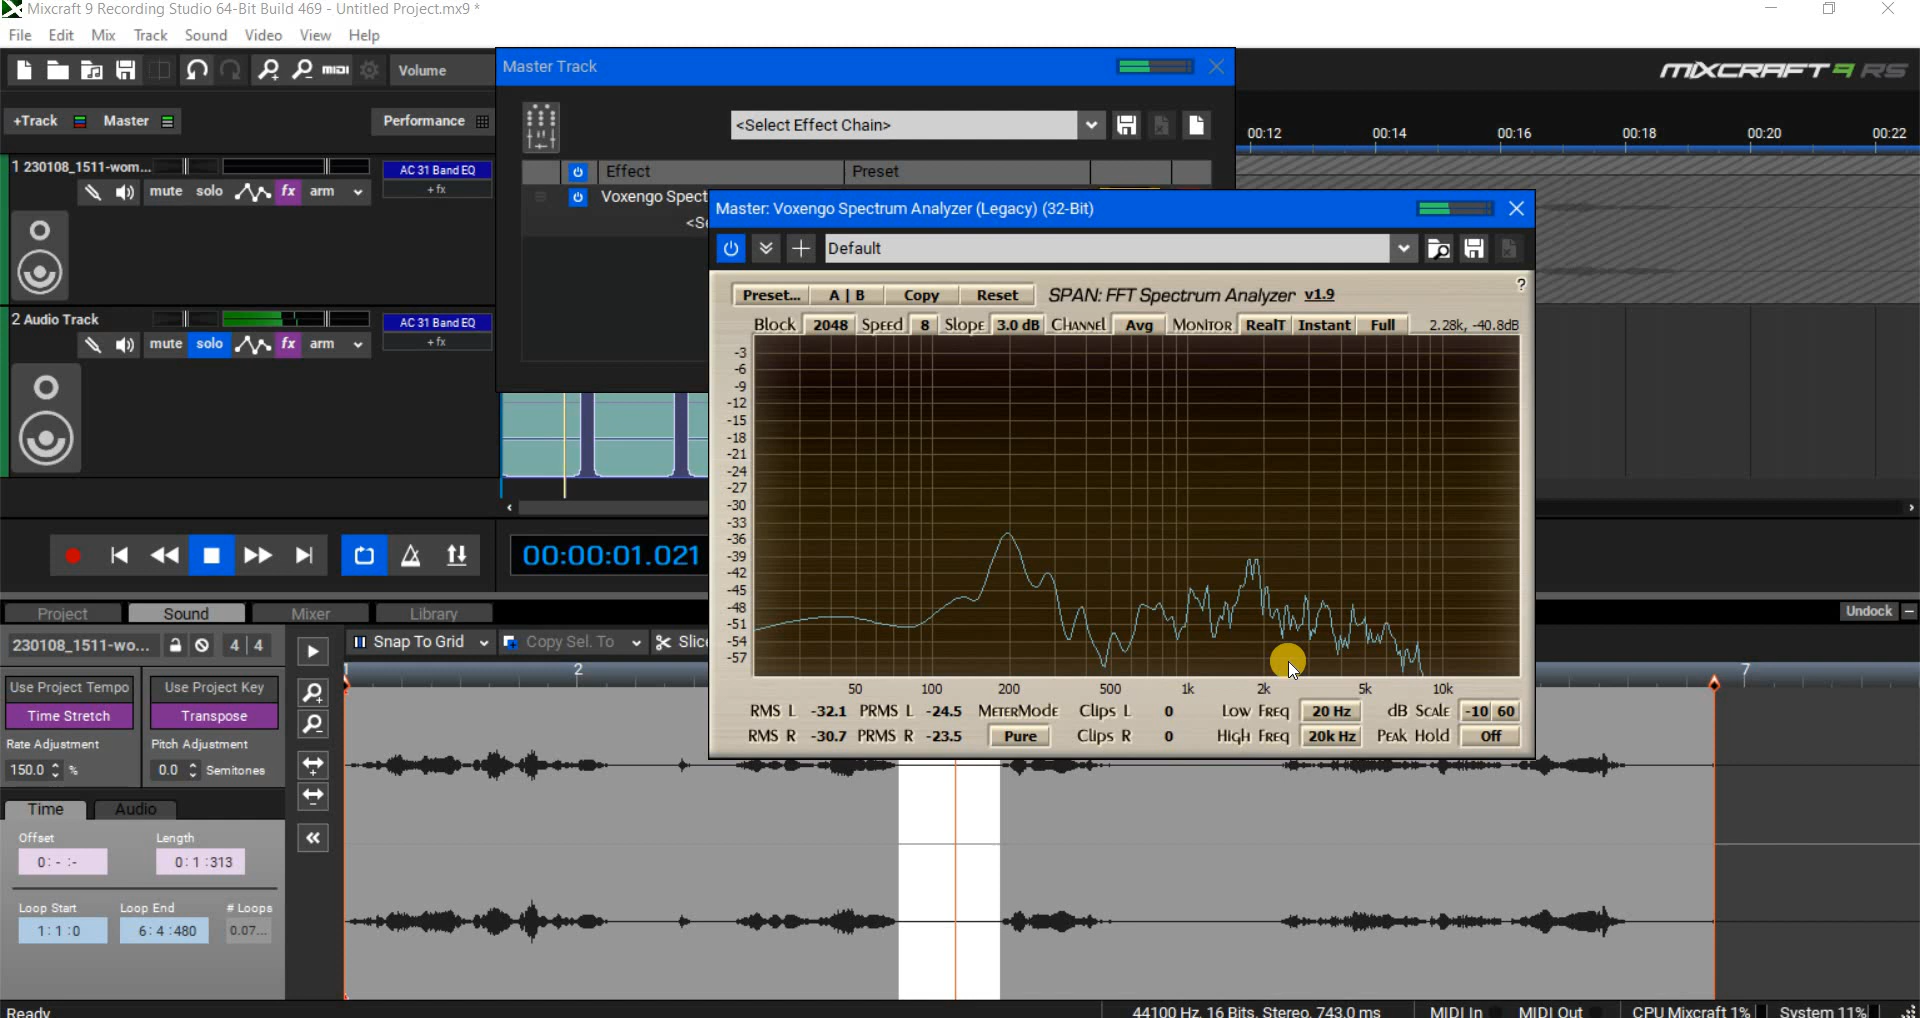 Mixcraft 9 Recording Studio 64-Bit Build 469 - Untitled Project.mx9 *
File Edit Mix Track Sound Video View Help
MIDI Volume
Master Track
MIXCRAFT 9 RS
+Track Master Performance
<Select Effect Chain>
00:12 00:14 00:16 00:18 00:20 00:22
Effect Preset
1 230108_1511-wom... AC 31 Band EQ
mute solo fx arm +fx
Voxengo Spect
<Se
Master: Voxengo Spectrum Analyzer (Legacy) (32-Bit)
Default
Preset... A | B Copy Reset SPAN: FFT Spectrum Analyzer v1.9 ?
2 Audio Track AC 31 Band EQ
mute solo fx arm +fx
Block 2048 Speed 8 Slope 3.0 dB Channel Avg Monitor RealT Instant Full 2.28k, -40.8dB
-3
-6
-9
-12
-15
-18
-21
-24
-27
-30
-33
-36
-39
-42
-45
-48
-51
-54
-57
50 100 200 500 1k 2k 5k 10k
RMS L -32.1 PRMS L -24.5 MeterMode Clips L 0 Low Freq 20 Hz dB Scale -10 60
RMS R -30.7 PRMS R -23.5 Pure Clips R 0 High Freq 20k Hz Peak Hold Off
00:00:01.021
Project Sound Mixer Library Undock
230108_1511-wo... 4 4 Snap To Grid Copy Sel. To Slice
1 2 7
Use Project Tempo Use Project Key
Time Stretch Transpose
Rate Adjustment Pitch Adjustment
150.0 % 0.0 Semitones
Time Audio
Offset Length
0: - :- 0: 1 :313
Loop Start Loop End # Loops
1: 1 :0 6: 4 :480 0.07...
Ready 44100 Hz, 16 Bits, Stereo, 743.0 ms MIDI In MIDI Out CPU Mixcraft 1% System 11%